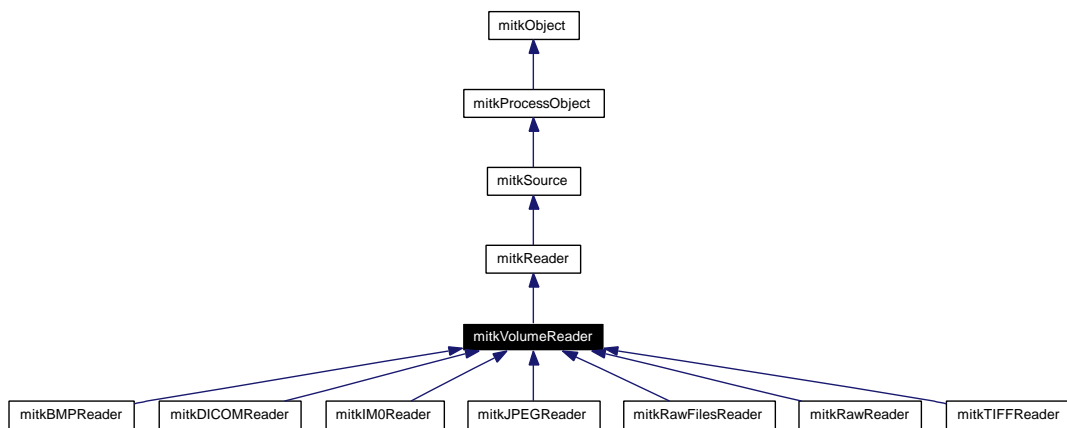 mitkObject
mitkProcessObject
mitkSource
mitkReader
mitkVolumeReader
mitkBMPReader mitkDICOMReader mitkIM0Reader mitkJPEGReader mitkRawFilesReader mitkRawReader mitkTIFFReader